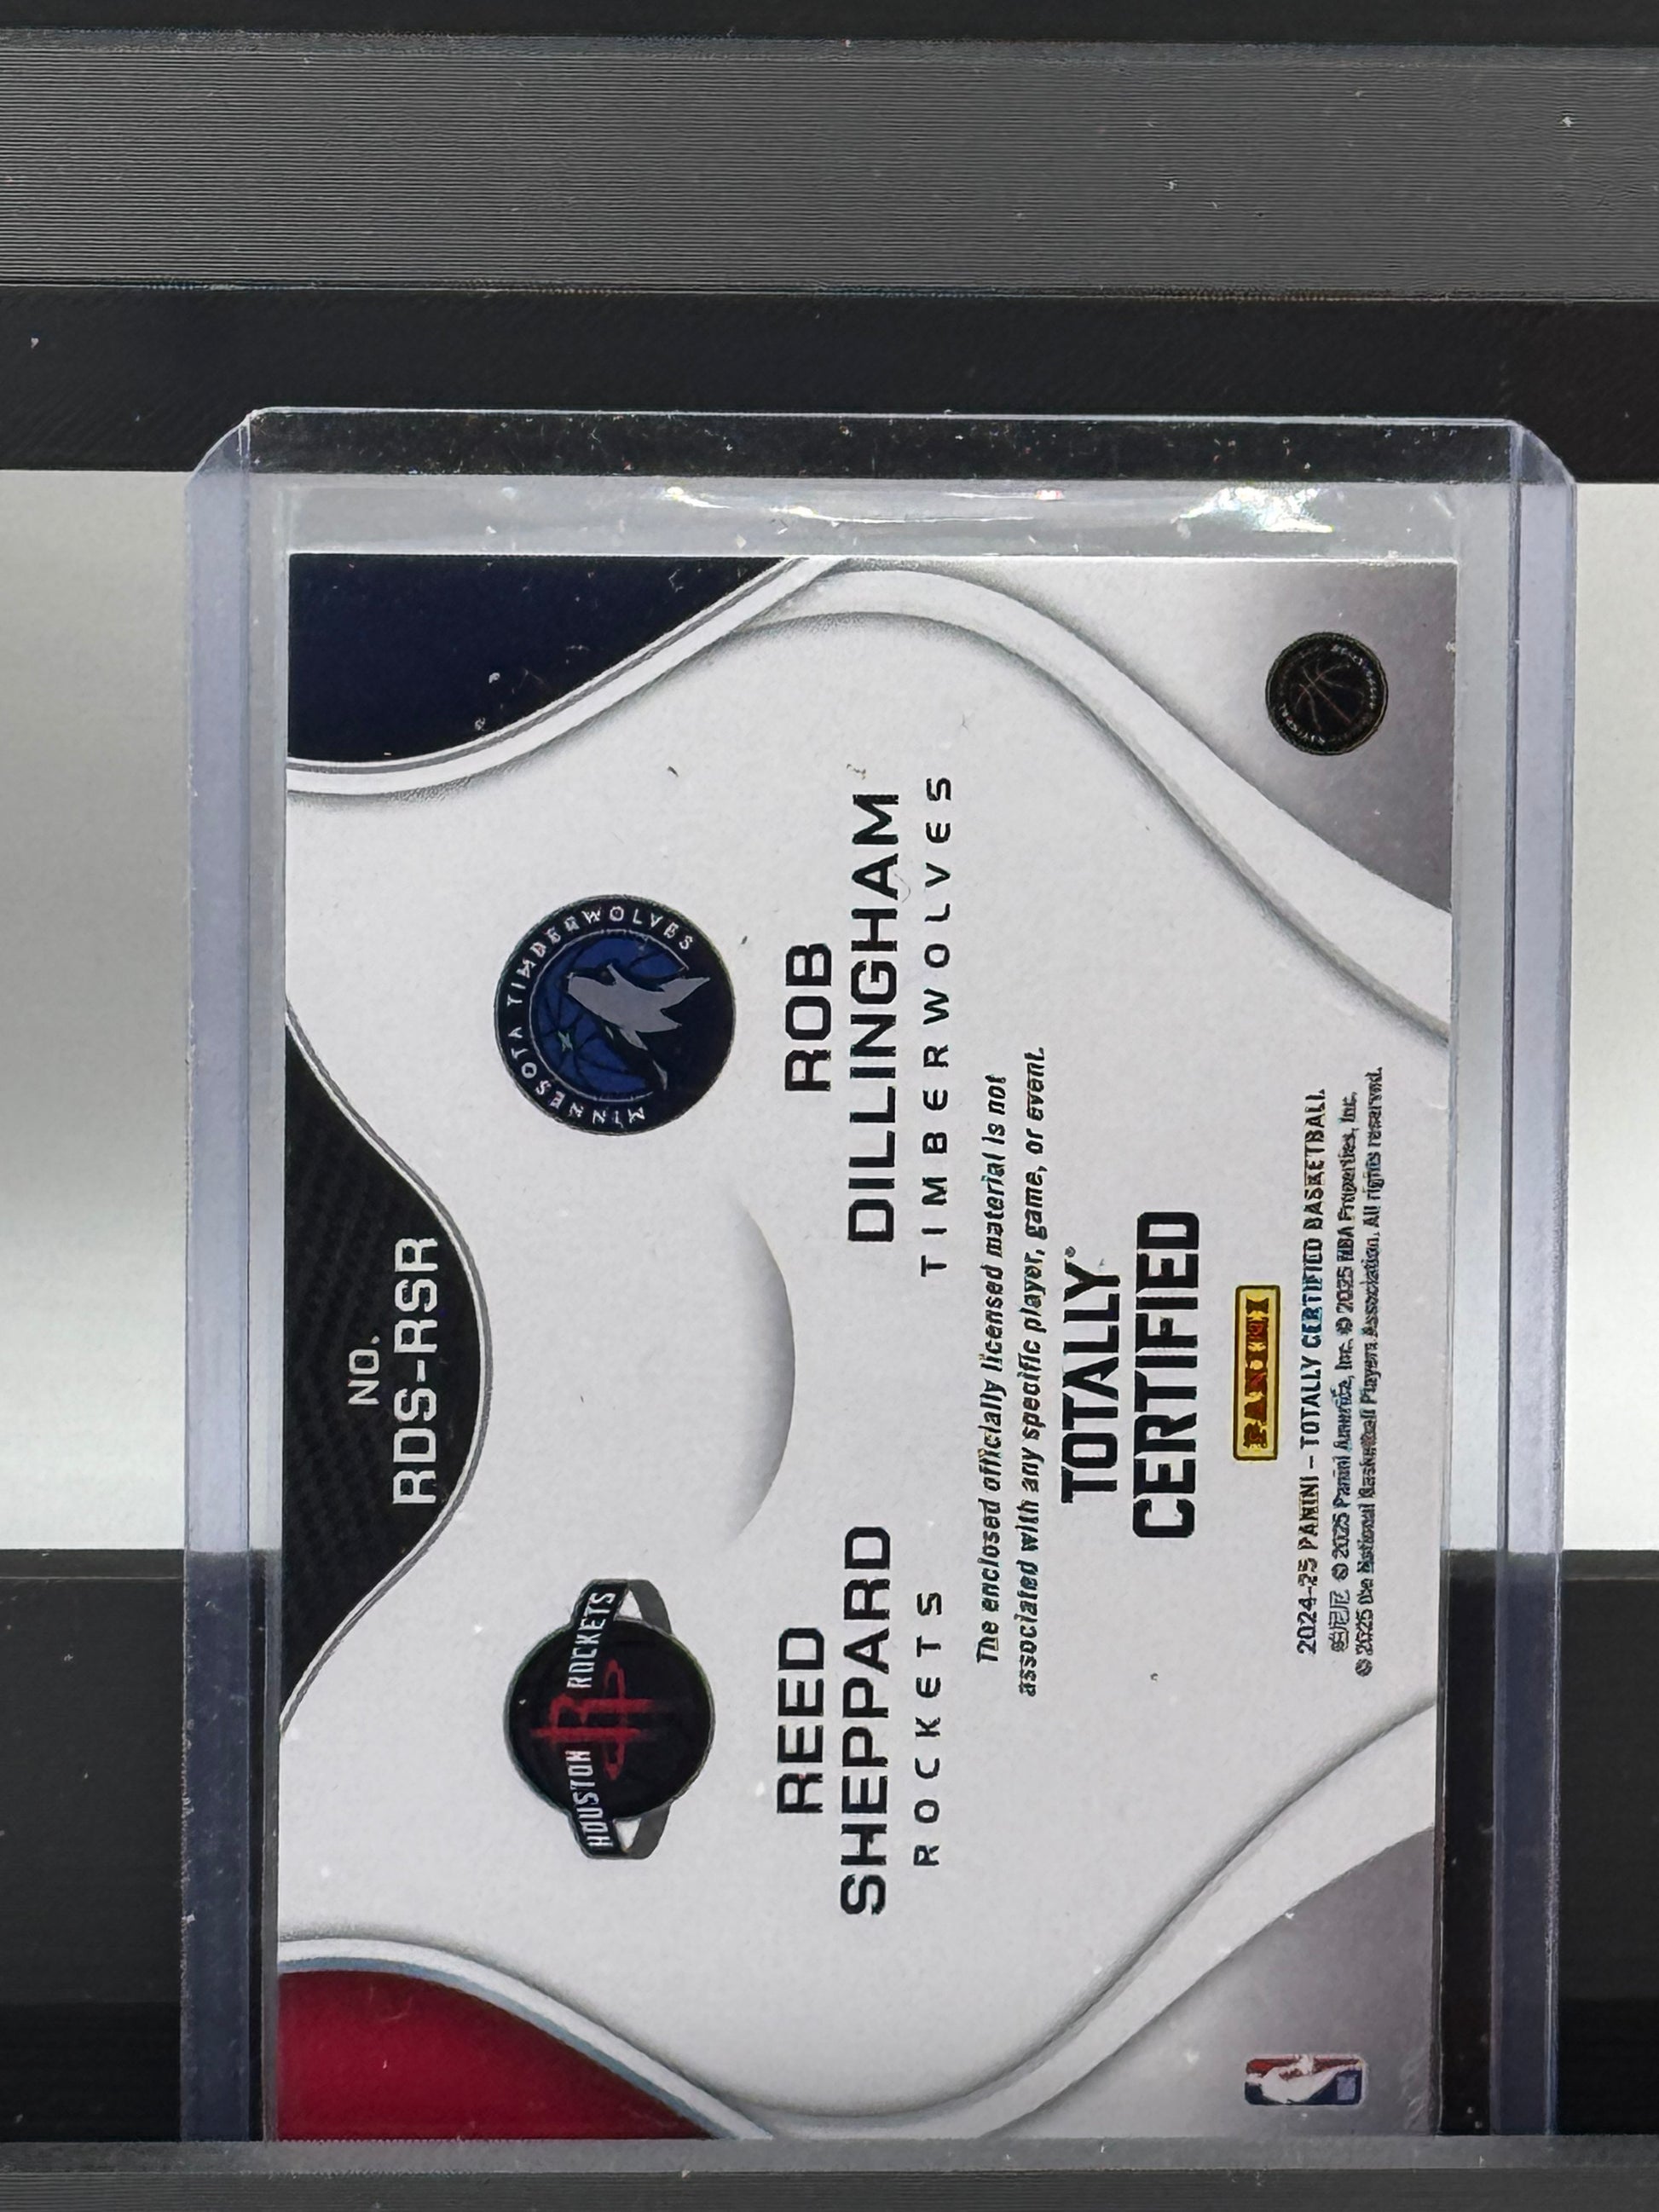 NO.
RDS-RSR
HOUSTON ROCKETS
MINNESOTA TIMBERWOLVES
REED
SHEPPARD
ROCKETS
ROB
DILLINGHAM
TIMBERWOLVES
The enclosed officially licensed material is not
associated with any specific player, game, or event.
TOTALLY
CERTIFIED
PANINI
2024-25 PANINI – TOTALLY CERTIFIED BASKETBALL
© 2025 Panini America, Inc. © 2025 NBA Properties, Inc.
© 2025 the National Basketball Players Association. All rights reserved.